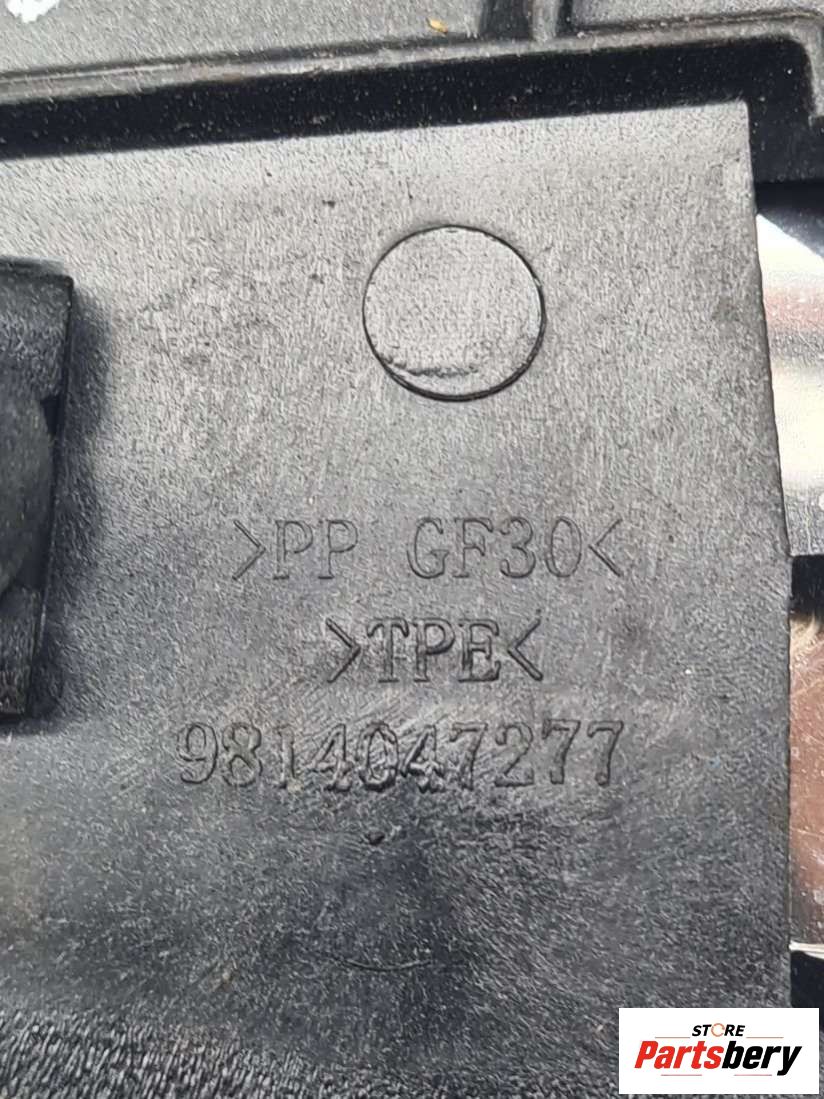 >PP GF30<
>TPE<
9814047277
STORE
Partsbery